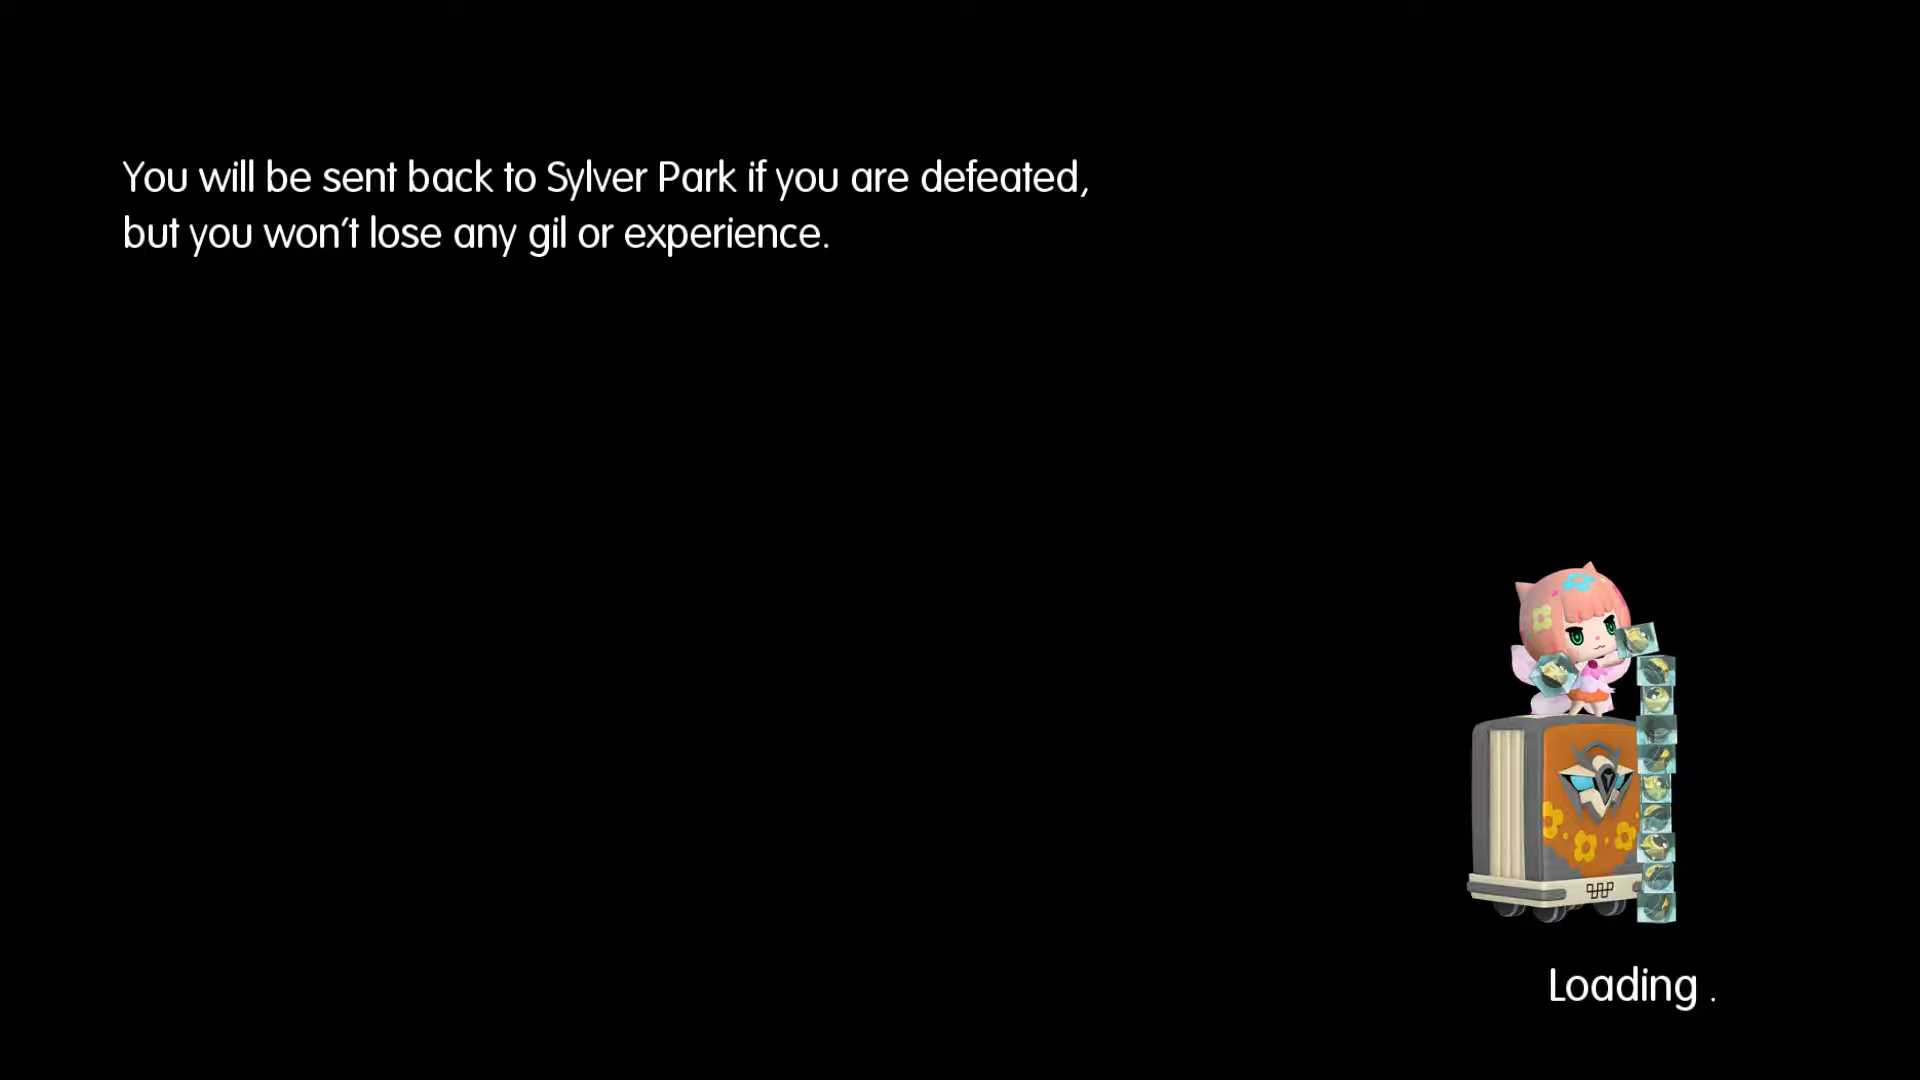 You will be sent back to Sylver Park if you are defeated,
but you won't lose any gil or experience.
Loading .